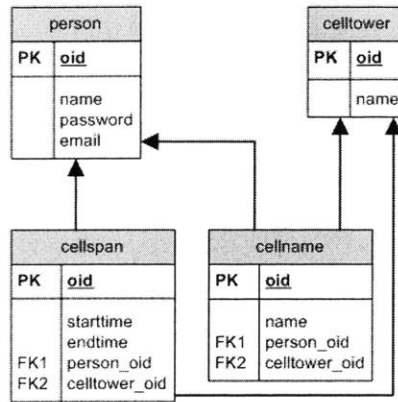 person
PK oid
name
password
email
celltower
PK oid
name
cellspan
PK oid
starttime
endtime
FK1 person_oid
FK2 celltower_oid
cellname
PK oid
name
FK1 person_oid
FK2 celltower_oid